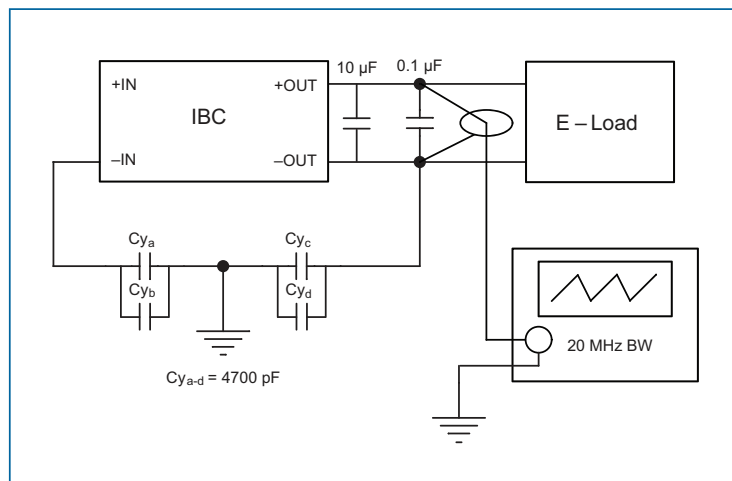 10 µF
0.1 µF
+IN
+OUT
IBC
E – Load
–IN
–OUT
Cya
Cyc
Cyb
Cyd
20 MHz BW
Cya-d = 4700 pF